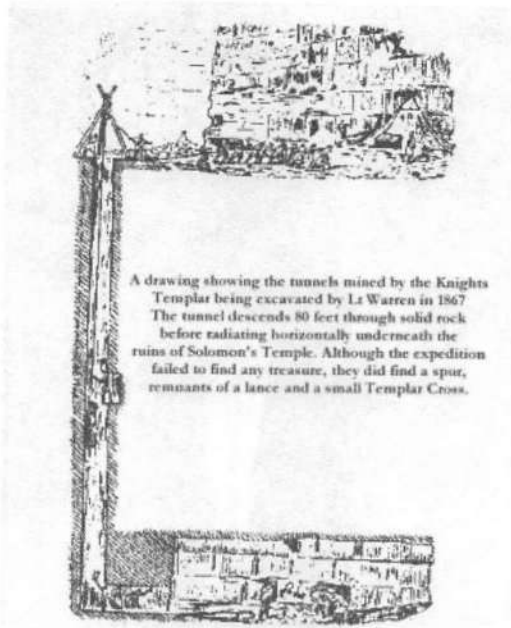 A drawing showing the tunnels mined by the Knights
Templar being excavated by Lt Warren in 1867
The tunnel descends 80 feet through solid rock
before radiating horizontally underneath the
ruins of Solomon's Temple. Although the expedition
failed to find any treasure, they did find a spur,
remnants of a lance and a small Templar Cross.